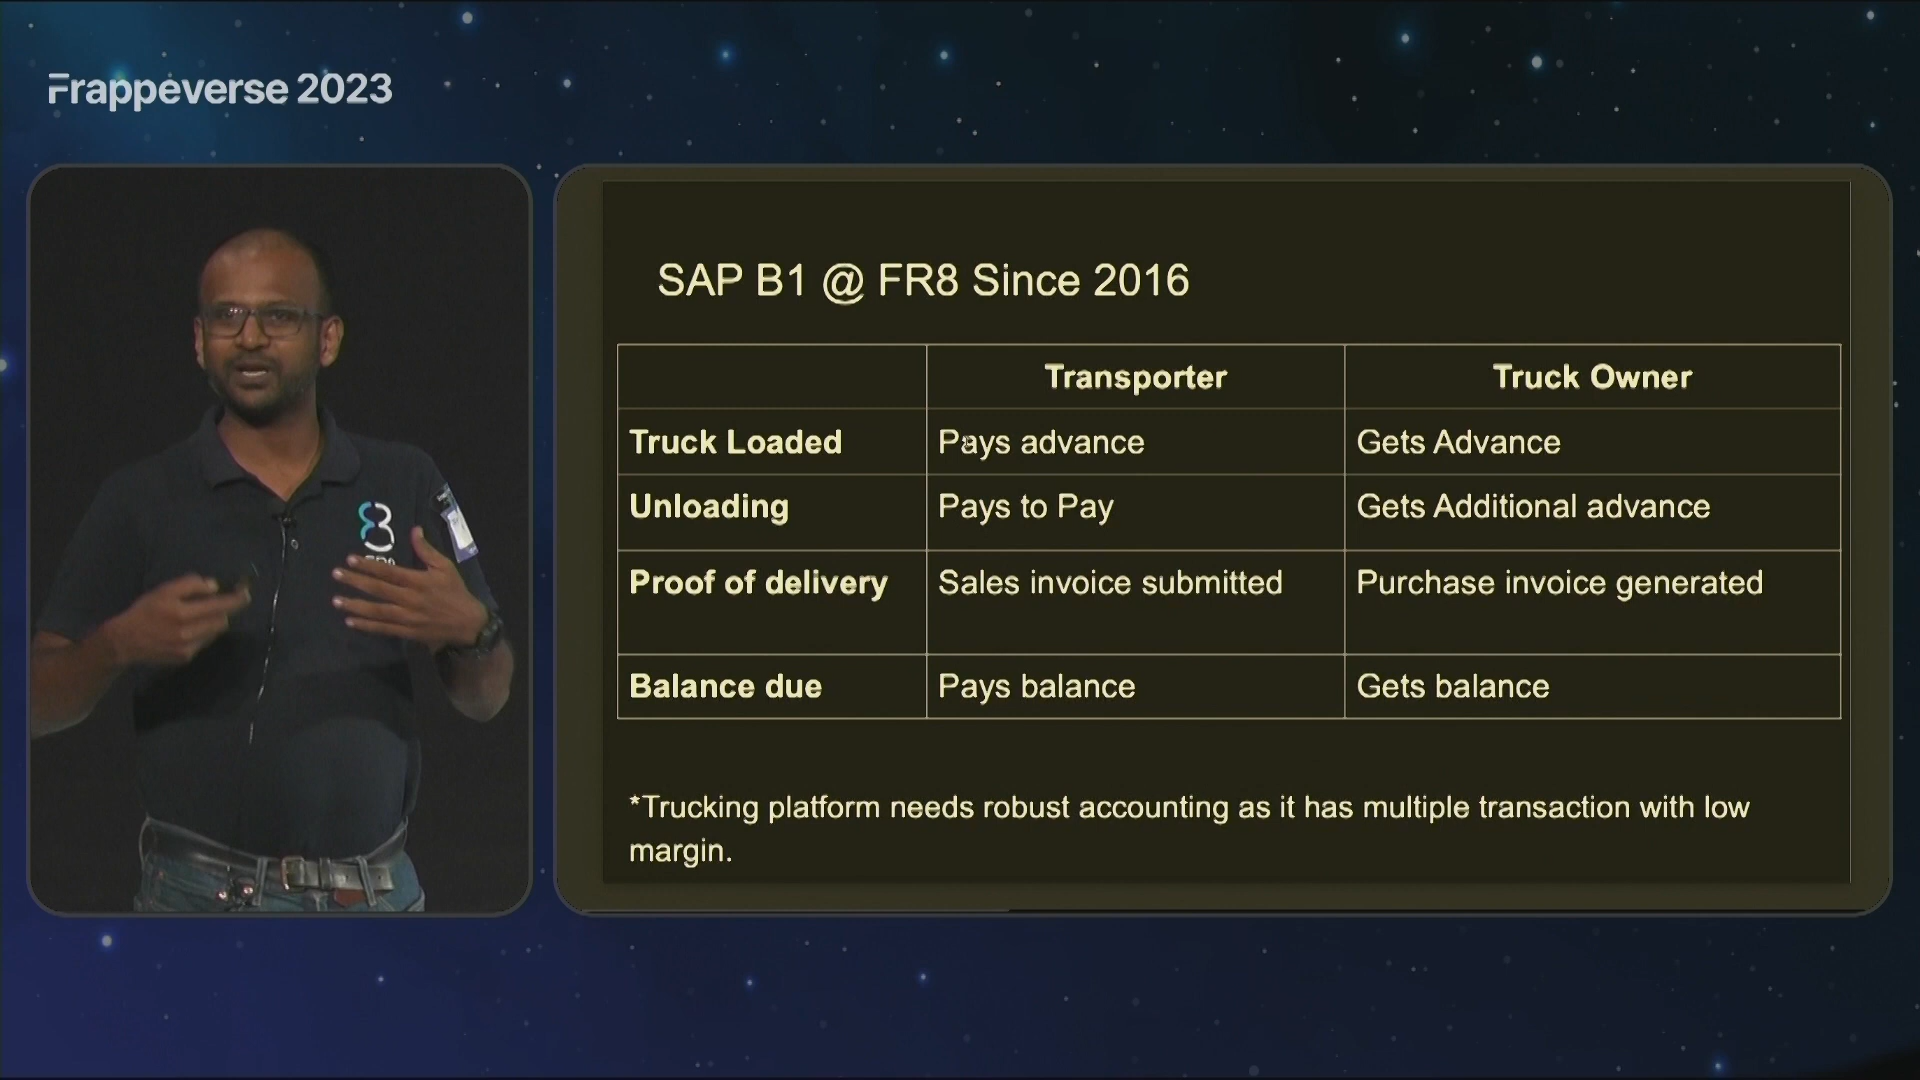 Frappeverse 2023
SAP B1 @ FR8 Since 2016
Transporter
Truck Owner
Truck Loaded
Pays advance
Gets Advance
Unloading
Pays to Pay
Gets Additional advance
Proof of delivery
Sales invoice submitted
Purchase invoice generated
Balance due
Pays balance
Gets balance
*Trucking platform needs robust accounting as it has multiple transaction with low
margin.